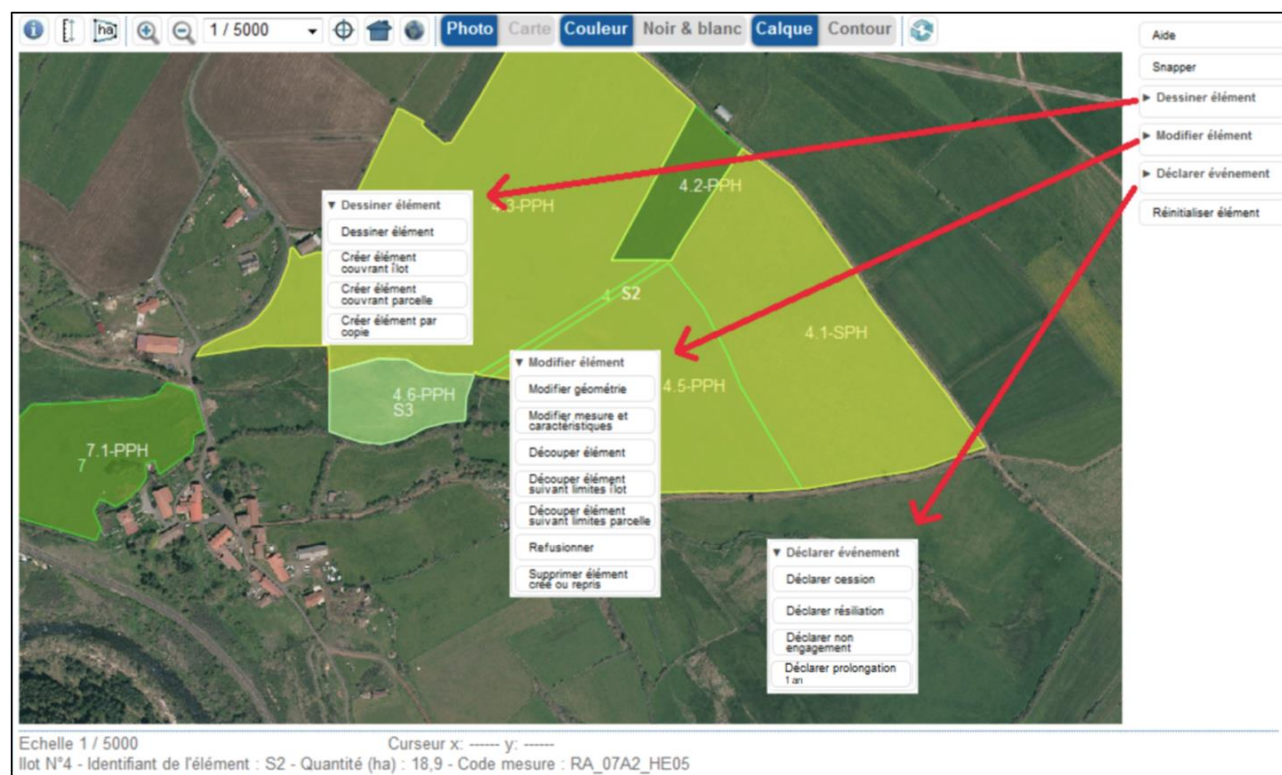 1 / 5000
Photo Carte Couleur Noir & blanc Calque Contour
Aide
Snapper
► Dessiner élément
► Modifier élément
► Déclarer événement
Réinitialiser élément
4.2-PPH
4.3-PPH
▼ Dessiner élément
Dessiner élément
Créer élément
couvrant îlot
Créer élément
couvrant parcelle
Créer élément par
copie
4 S2
4.1-SPH
▼ Modifier élément
Modifier géométrie
Modifier mesure et
caractéristiques
Découper élément
Découper élément
suivant limites îlot
Découper élément
suivant limites parcelle
Refusionner
Supprimer élément
créé ou repris
4.5-PPH
4.6-PPH
S3
7.1-PPH
7
▼ Déclarer événement
Déclarer cession
Déclarer résiliation
Déclarer non
engagement
Déclarer prolongation
1 an
Echelle 1 / 5000 Curseur x: ------ y: ------
Ilot N°4 - Identifiant de l'élément : S2 - Quantité (ha) : 18,9 - Code mesure : RA_07A2_HE05
ha